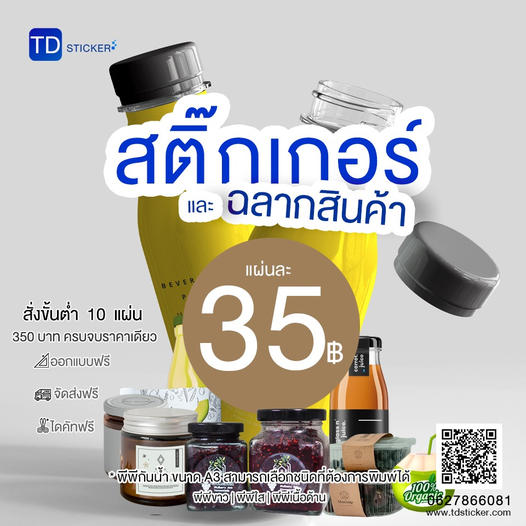 TD STICKER
สติ๊กเกอร์
และ ฉลากสินค้า
BEVER
แผ่นละ
35฿
สั่งขั้นต่ำ 10 แผ่น
350 บาท ครบจบราคาเดียว
ออกแบบฟรี
จัดส่งฟรี
ไดคัทฟรี
carrot
juice
juice.
100%
Organic
*พีพีกันน้ำ ขนาด A3 สามารถเลือกชนิดที่ต้องการพิมพ์ได้
พีพีขาว | พีพีใส | พีพีเนื้อด้าน
0627866081
www.tdsticker.com